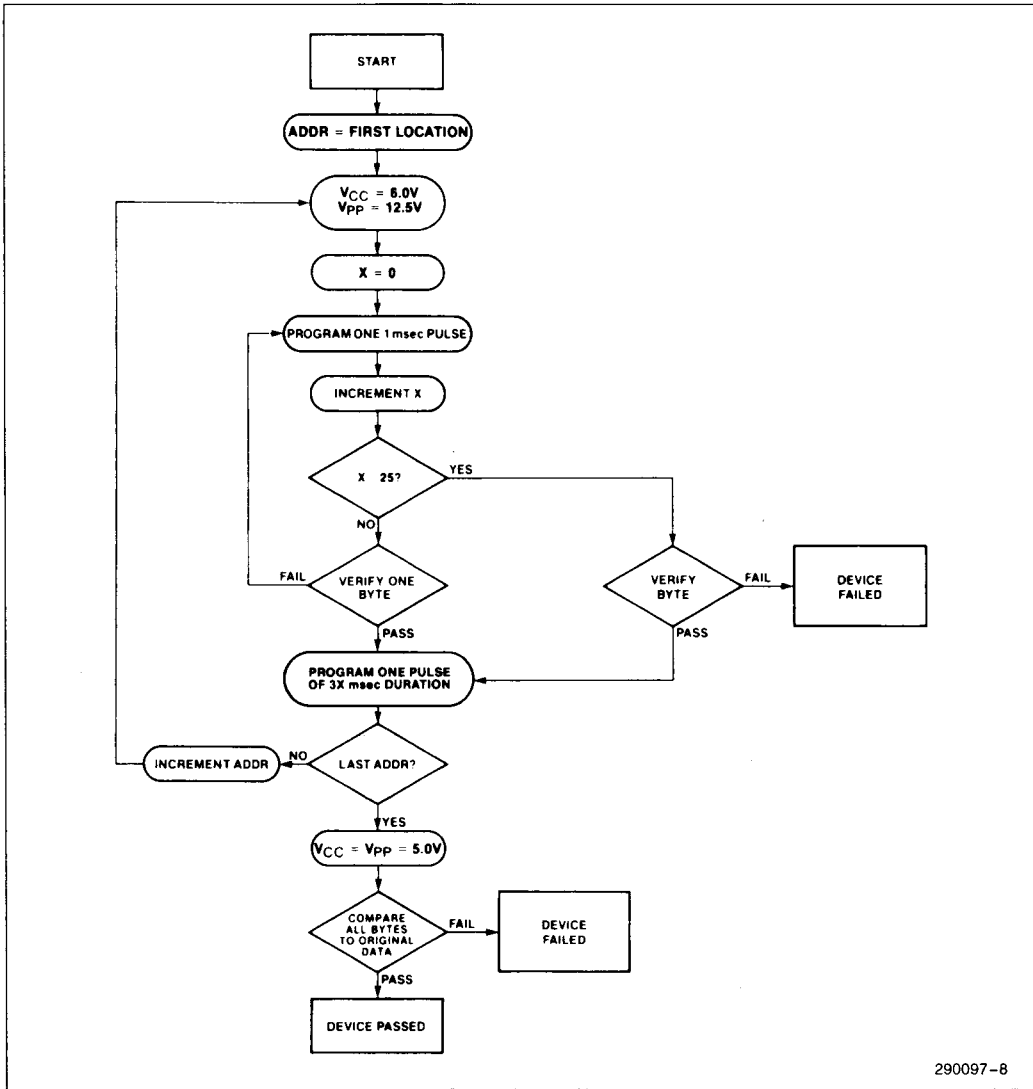 START
ADDR = FIRST LOCATION
VCC = 6.0V
VPP = 12.5V
X = 0
PROGRAM ONE 1 msec PULSE
INCREMENT X
X 25?
YES
NO
VERIFY ONE
BYTE
FAIL
PASS
VERIFY
BYTE
FAIL
PASS
DEVICE
FAILED
PROGRAM ONE PULSE
OF 3X msec DURATION
LAST ADDR?
NO
INCREMENT ADDR
YES
VCC = VPP = 5.0V
COMPARE
ALL BYTES
TO ORIGINAL
DATA
FAIL
DEVICE
FAILED
PASS
DEVICE PASSED
290097-8